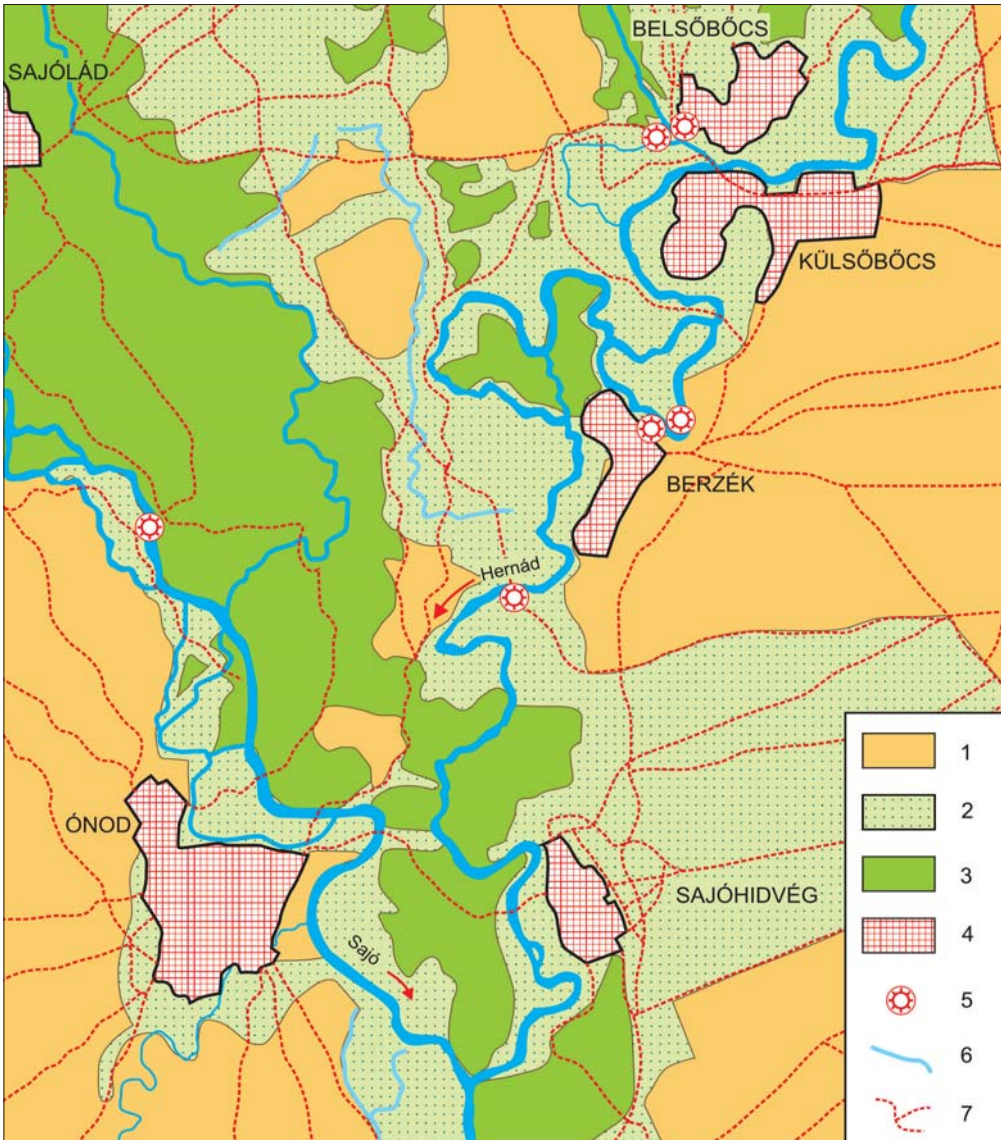 BELSŐBŐCS
SAJÓLÁD
KÜLSŐBŐCS
BERZÉK
Hernád
ÓNOD
SAJÓHIDVÉG
Sajó
1
2
3
4
5
6
7